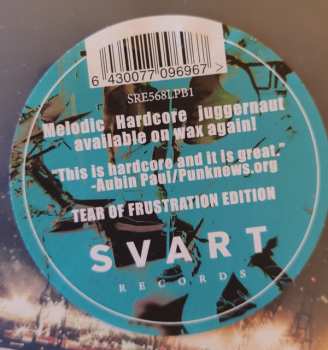 6 430077 096967 >
SRE568LPB1
Melodic Hardcore juggernaut
available on wax again!
"This is hardcore and it is great."
-Aubin Paul/Punknews.org
TEAR OF FRUSTRATION EDITION
SVART
RECORDS